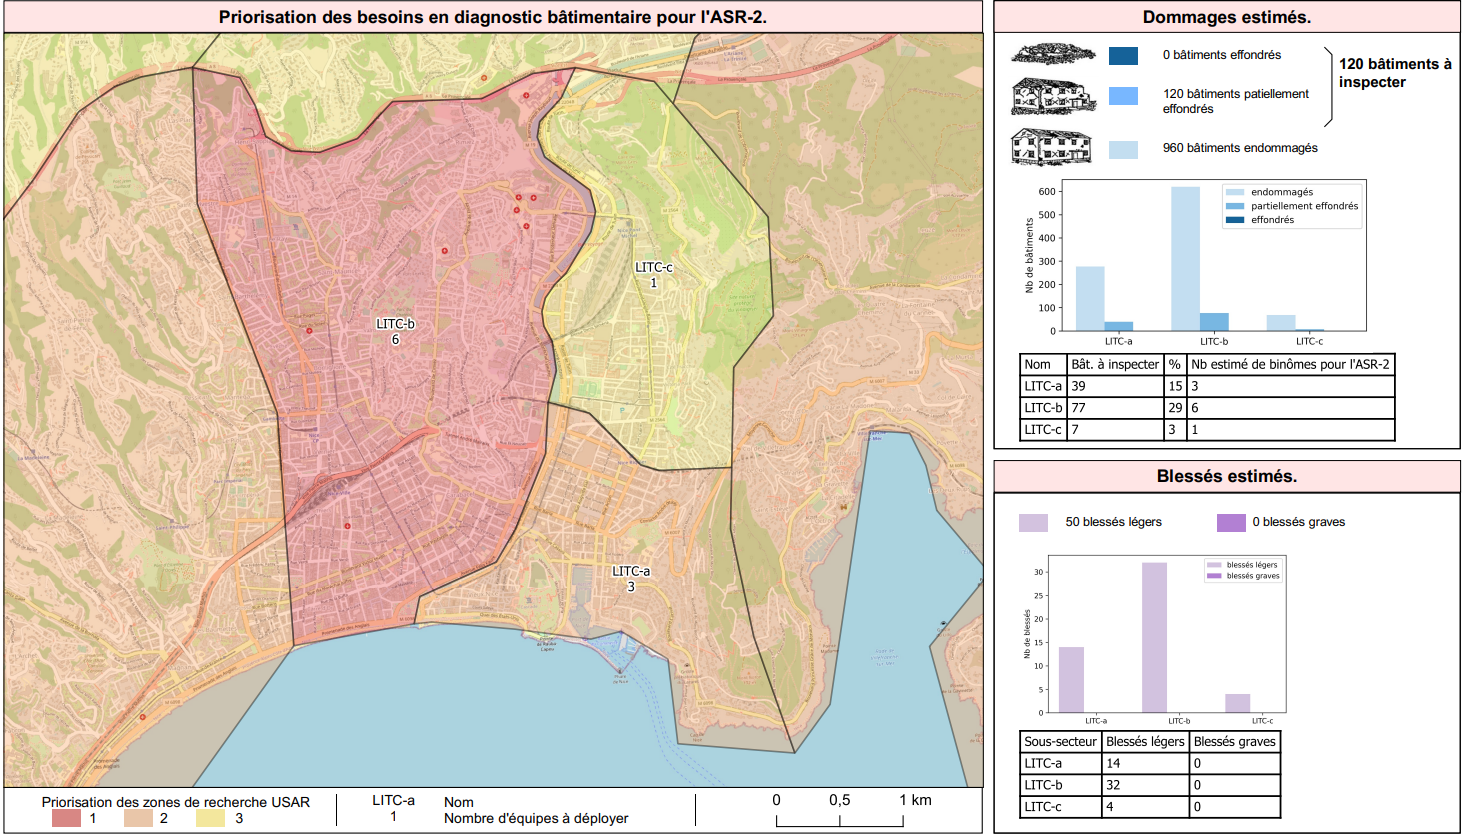 Priorisation des besoins en diagnostic bâtimentaire pour l'ASR-2.
LITC-c
1
LITC-b
6
LITC-a
3
Priorisation des zones de recherche USAR
1
2
3
LITC-a
1
Nom
Nombre d'équipes à déployer
0
0,5
1 km
Dommages estimés.
0 bâtiments effondrés
120 bâtiments patiellement
effondrés
960 bâtiments endommagés
120 bâtiments à
inspecter
Nb de bâtiments
600
500
400
300
200
100
0
endommagés
partiellement effondrés
effondrés
LITC-a
LITC-b
LITC-c
Nom Bât. à inspecter % Nb estimé de binômes pour l'ASR-2
LITC-a 39 15 3
LITC-b 77 29 6
LITC-c 7 3 1
Blessés estimés.
50 blessés légers
0 blessés graves
Nb de blessés
30
25
20
15
10
5
0
blessés légers
blessés graves
LITC-a
LITC-b
LITC-c
Sous-secteur Blessés légers Blessés graves
LITC-a 14 0
LITC-b 32 0
LITC-c 4 0